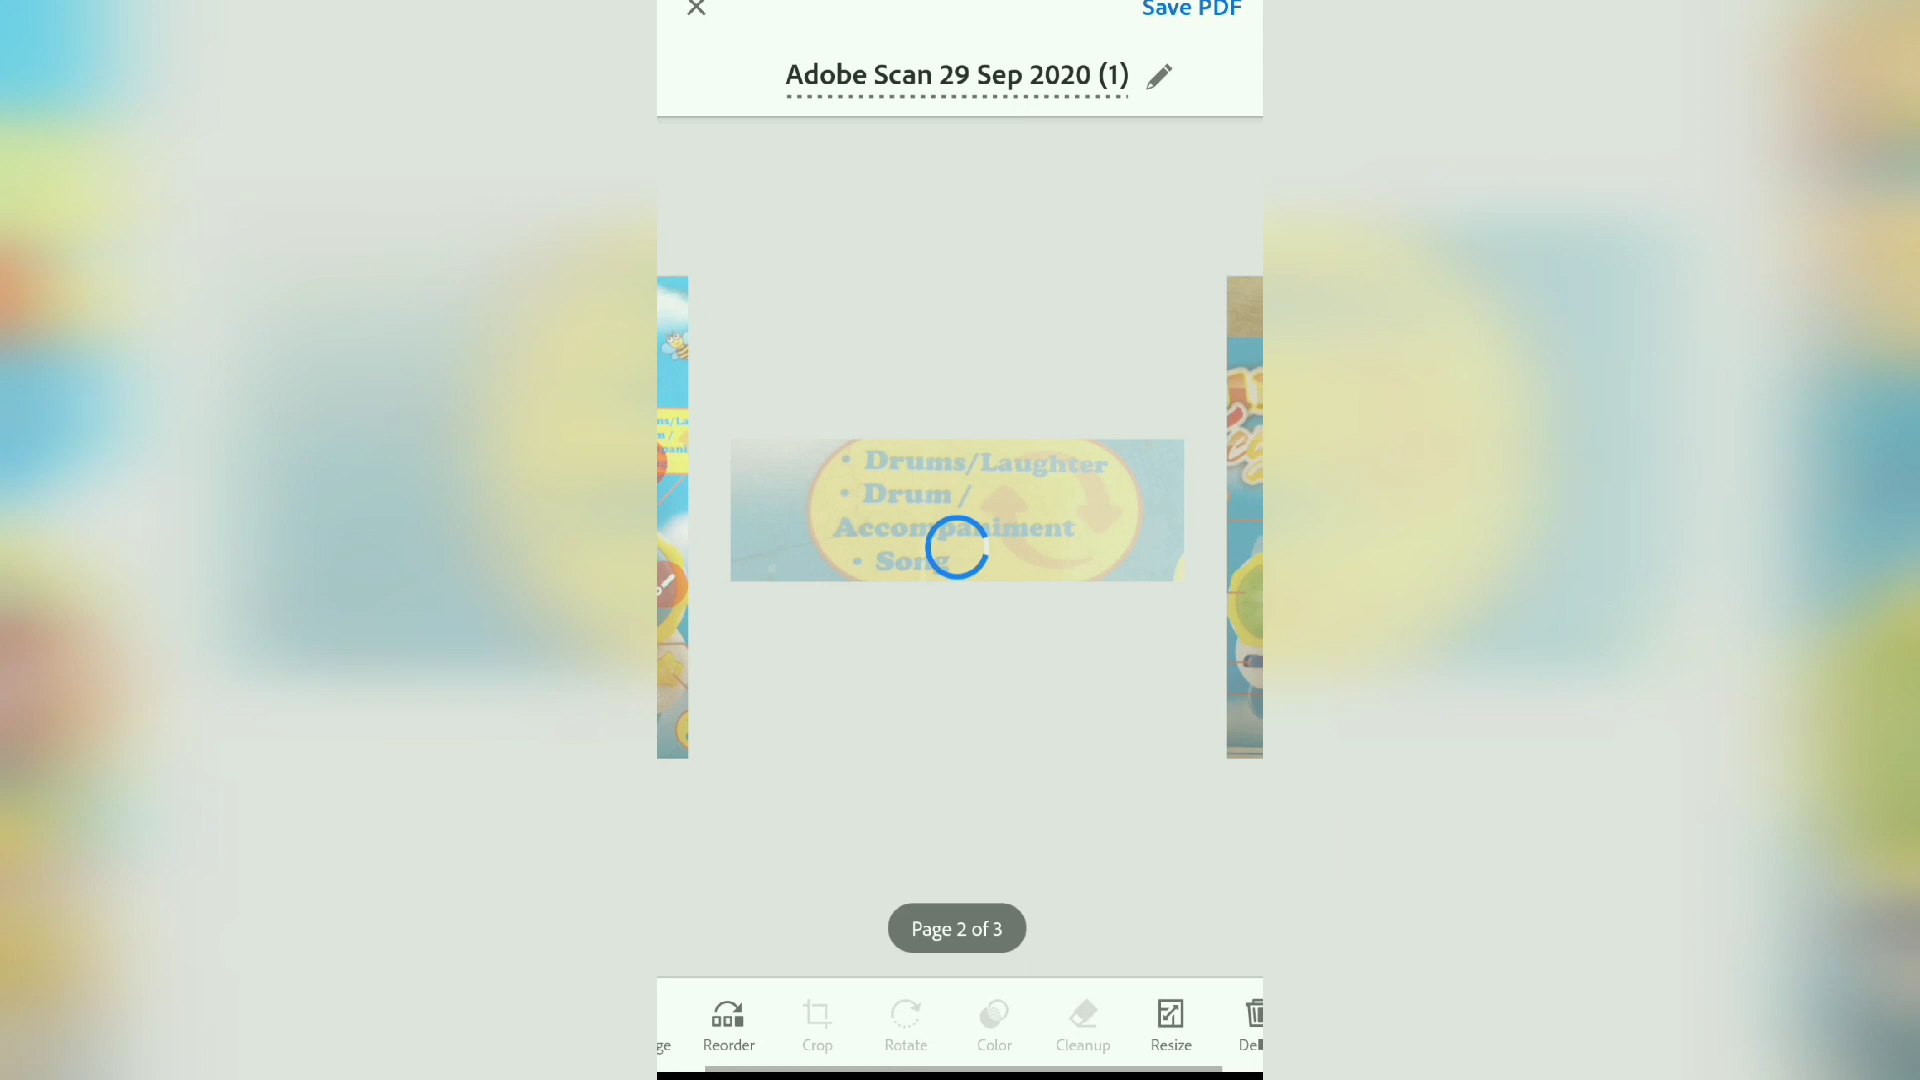 Save PDF
Adobe Scan 29 Sep 2020 (1)
• Drums/Laughter
• Drum /
Accompaniment
• Song
Page 2 of 3
Reorder
Crop
Rotate
Color
Cleanup
Resize